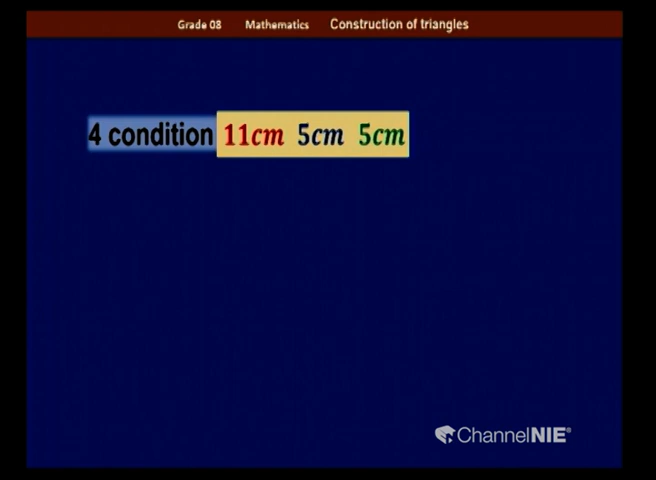 Grade 08 Mathematics Construction of triangles
4 condition 11cm 5cm 5cm
ChannelNIE®